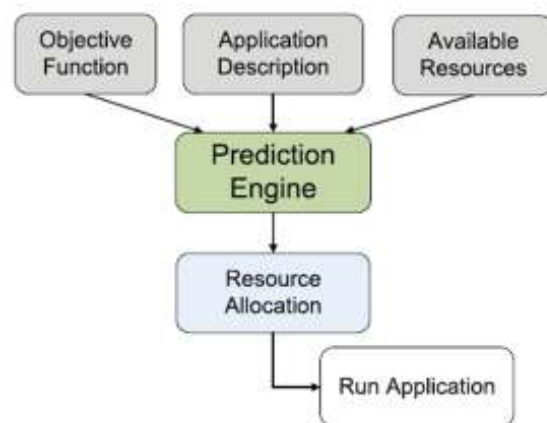 Objective
Function
Application
Description
Available
Resources
Prediction
Engine
Resource
Allocation
Run Application